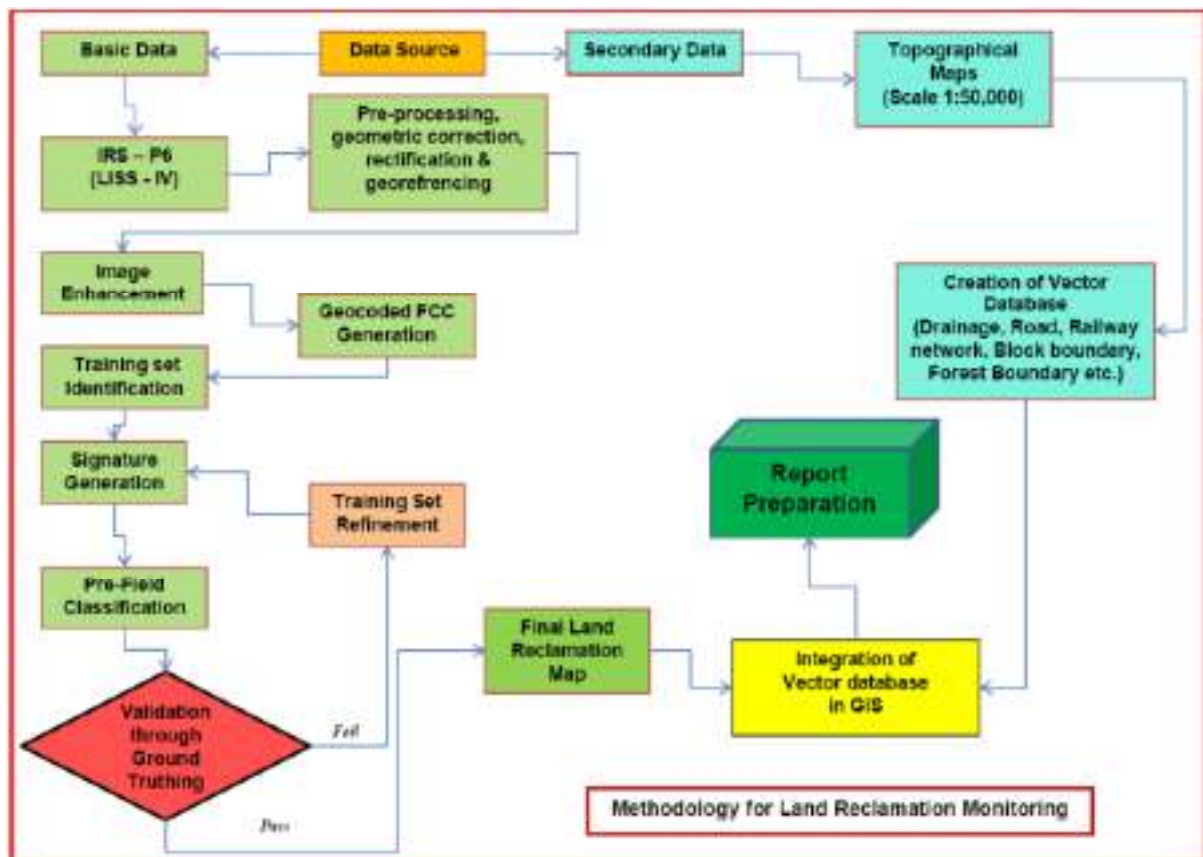 Basic Data
Data Source
Secondary Data
Topographical
Maps
(Scale 1:50,000)
Pre-processing,
geometric correction,
rectification &
georefrencing
IRS – P6
(LISS - IV)
Image
Enhancement
Geocoded FCC
Generation
Creation of Vector
Database
(Drainage, Road, Railway
network, Block boundary,
Forest Boundary etc.)
Training set
Identification
Signature
Generation
Training Set
Refinement
Report
Preparation
Pre-Field
Classification
Final Land
Reclamation
Map
Integration of
Vector database
in GIS
Validation
through
Ground
Truthing
Fail
Pass
Methodology for Land Reclamation Monitoring